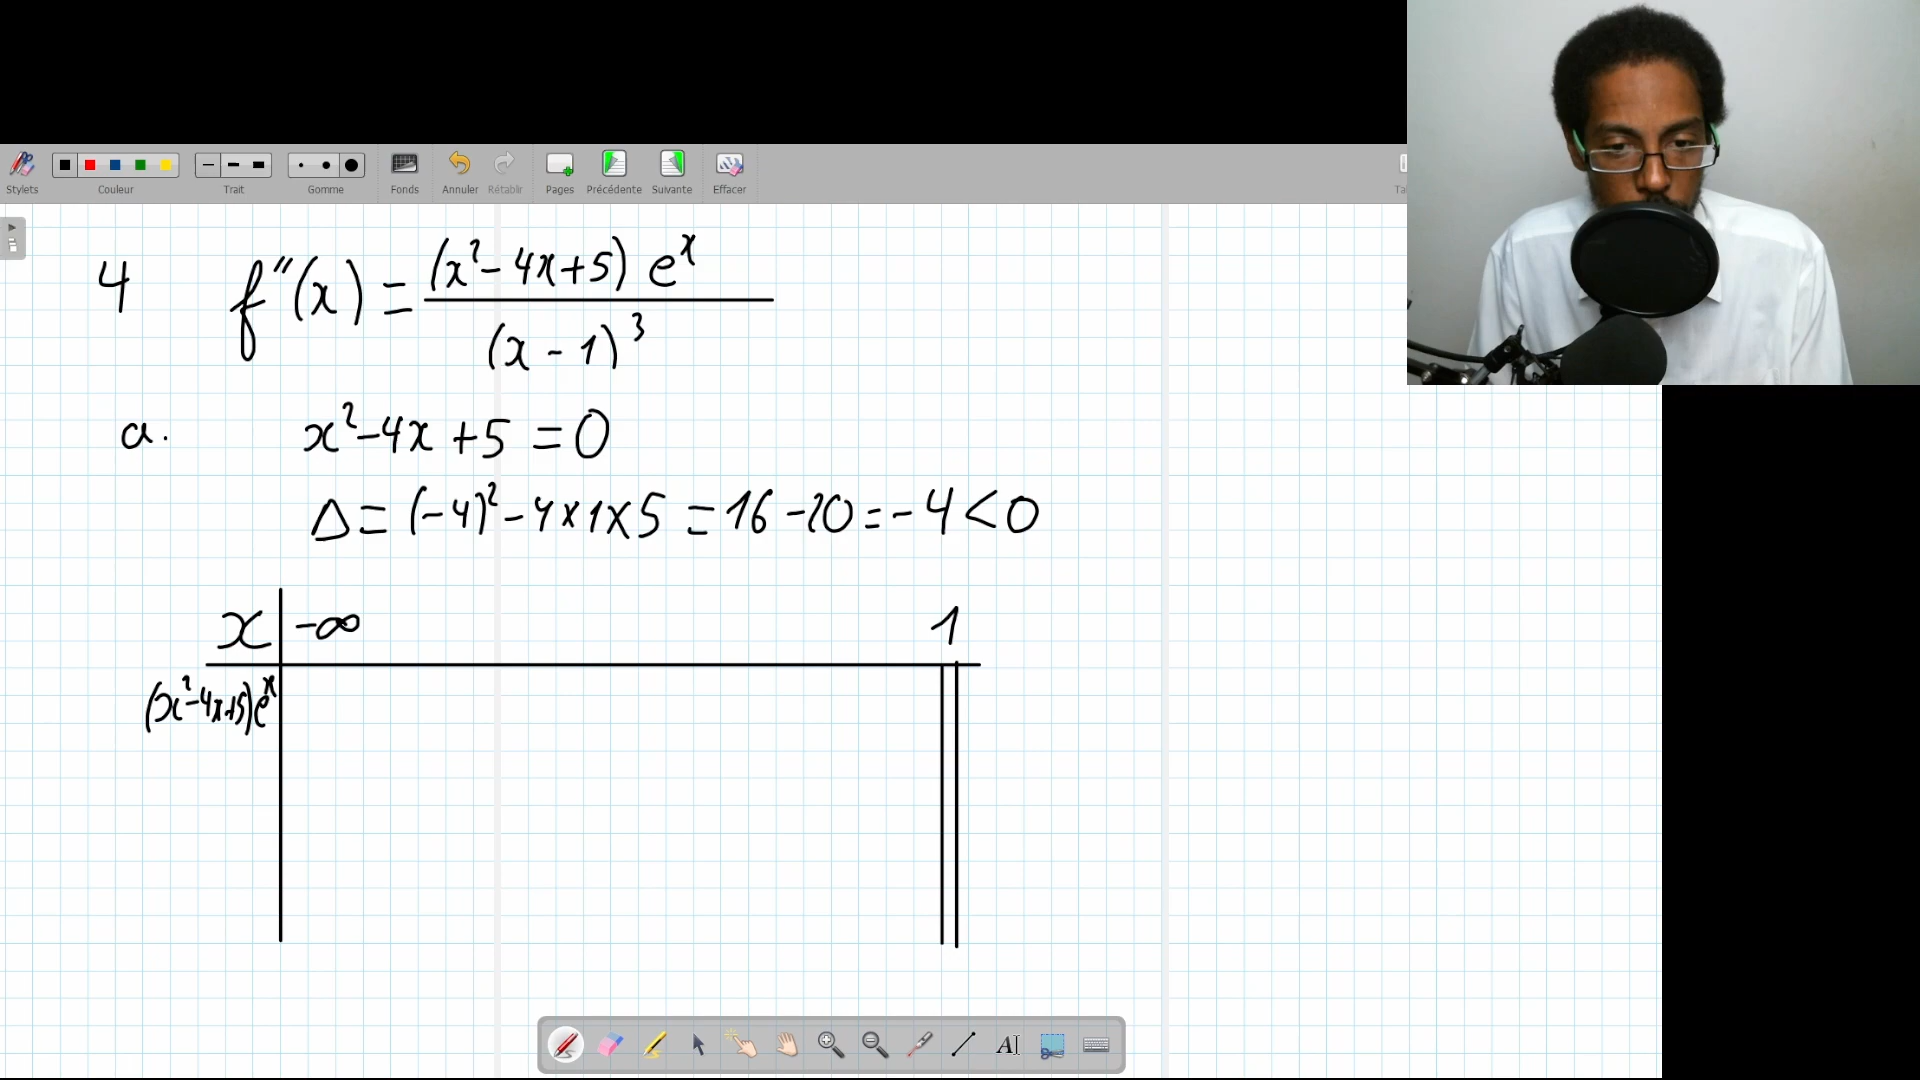 Stylets Couleur Trait Gomme Fonds Annuler Rétablir Pages Précédente Suivante Effacer
4 f''(x) = (x²-4x+5) eˣ
(x-1)³
a. x²-4x+5=0
Δ=(-4)²-4×1×5=16-20=-4<0
x -∞ 1
(x²-4x+5)eˣ